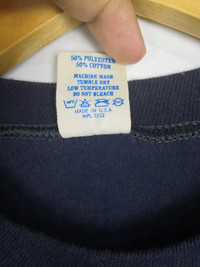 50% POLYESTER
50% COTTON
MACHINE WASH
TUMBLE DRY
LOW TEMPERATURE
DO NOT BLEACH
MADE IN U.S.A.
WPL 7252